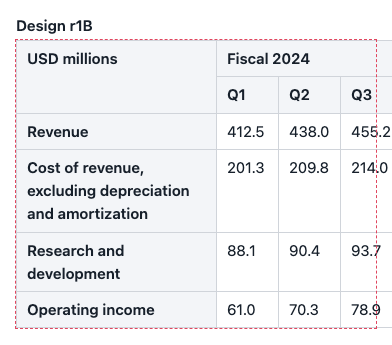 Design r1B
USD millions Fiscal 2024
Q1 Q2 Q3
Revenue 412.5 438.0 455.2
Cost of revenue, 201.3 209.8 214.0
excluding depreciation
and amortization
Research and 88.1 90.4 93.7
development
Operating income 61.0 70.3 78.9